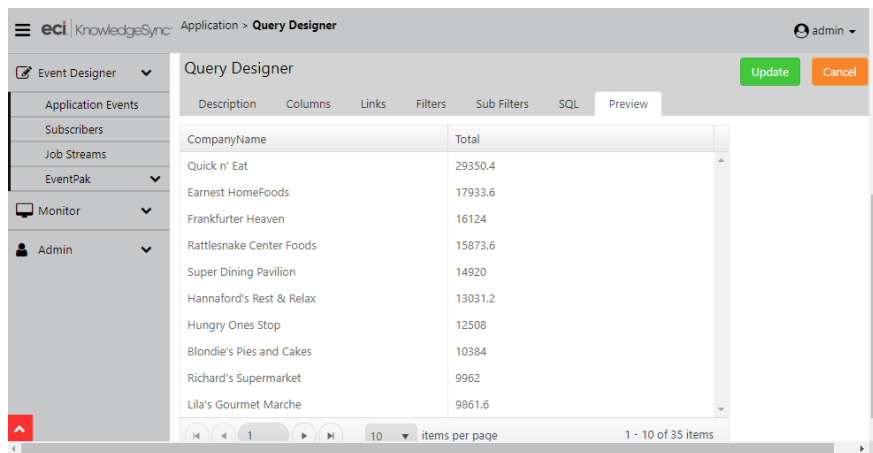 eci KnowledgeSync
Application > Query Designer
admin
Event Designer
Application Events
Subscribers
Job Streams
EventPak
Monitor
Admin
Query Designer
Update Cancel
Description Columns Links Filters Sub Filters SQL Preview
CompanyName Total
Quick n' Eat 29350.4
Earnest HomeFoods 17933.6
Frankfurter Heaven 16124
Rattlesnake Center Foods 15873.6
Super Dining Pavilion 14920
Hannaford's Rest & Relax 13031.2
Hungry Ones Stop 12508
Blondie's Pies and Cakes 10384
Richard's Supermarket 9962
Lila's Gourmet Marche 9861.6
1 10 items per page 1 - 10 of 35 items